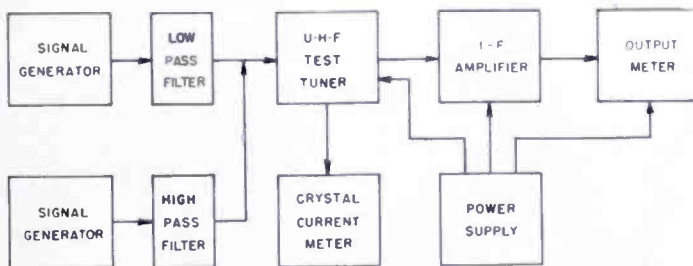 SIGNAL
GENERATOR
LOW
PASS
FILTER
U-H-F
TEST
TUNER
I-F
AMPLIFIER
OUTPUT
METER
SIGNAL
GENERATOR
HIGH
PASS
FILTER
CRYSTAL
CURRENT
METER
POWER
SUPPLY